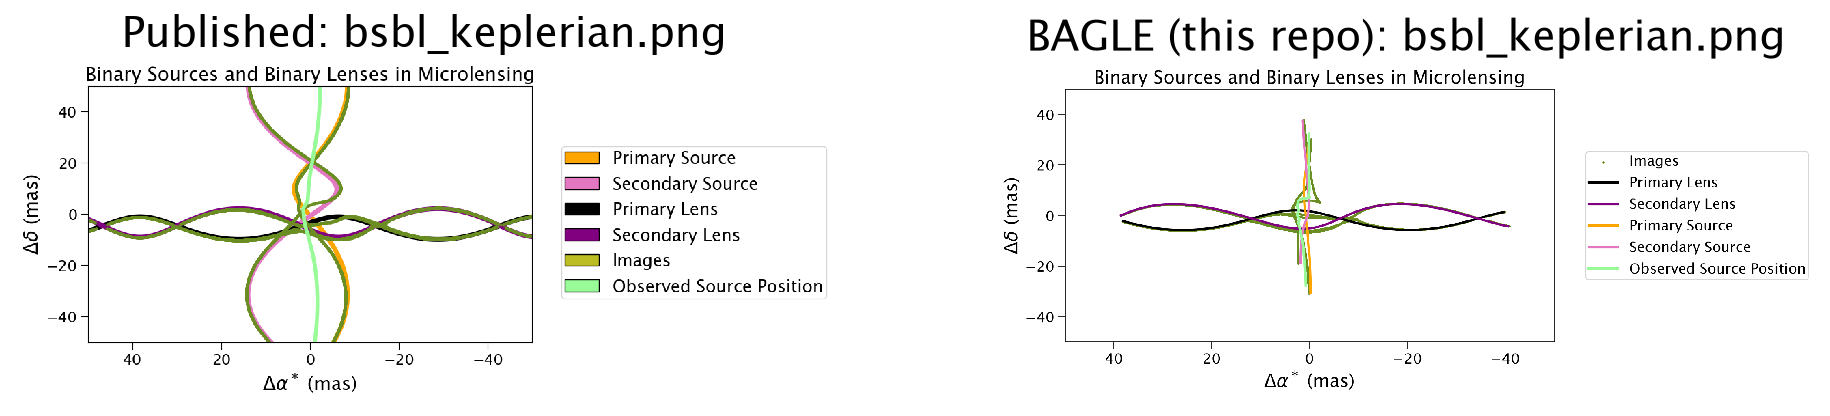 Published: bsbl_keplerian.png
Binary Sources and Binary Lenses in Microlensing
40
20
0
−20
−40
Δδ (mas)
40
20
0
−20
−40
Δα* (mas)
Primary Source
Secondary Source
Primary Lens
Secondary Lens
Images
Observed Source Position
BAGLE (this repo): bsbl_keplerian.png
Binary Sources and Binary Lenses in Microlensing
40
20
0
−20
−40
Δδ (mas)
40
20
0
−20
−40
Δα* (mas)
Images
Primary Lens
Secondary Lens
Primary Source
Secondary Source
Observed Source Position